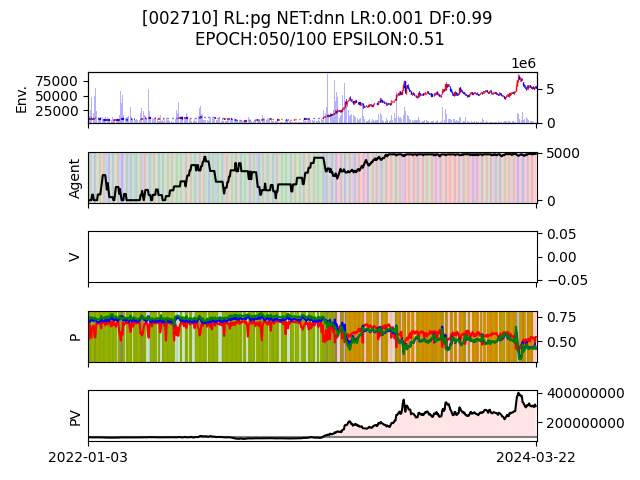 [002710] RL:pg NET:dnn LR:0.001 DF:0.99
EPOCH:050/100 EPSILON:0.51
1e6
Env.
75000
50000
25000
5
0
Agent
5000
0
V
0.05
0.00
−0.05
P
0.75
0.50
PV
400000000
200000000
2022-01-03
2024-03-22